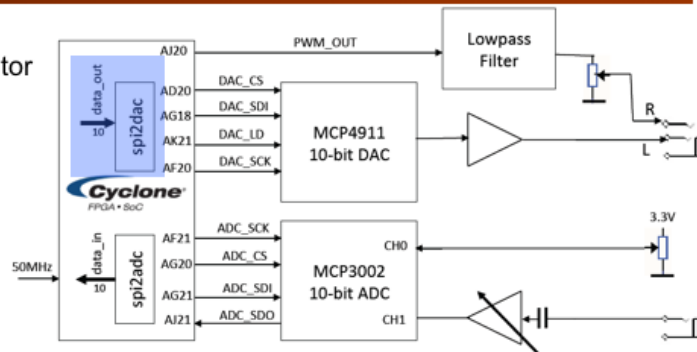 tor
AJ20
PWM_OUT
Lowpass
Filter
data_out
10
spi2dac
AD20
DAC_CS
AG18
DAC_SDI
AK21
DAC_LD
AF20
DAC_SCK
MCP4911
10-bit DAC
R
L
Cyclone
FPGA • SoC
50MHz
data_in
10
spi2adc
AF21
ADC_SCK
AG20
ADC_CS
AG21
ADC_SDI
AJ21
ADC_SDO
MCP3002
10-bit ADC
CH0
CH1
3.3V